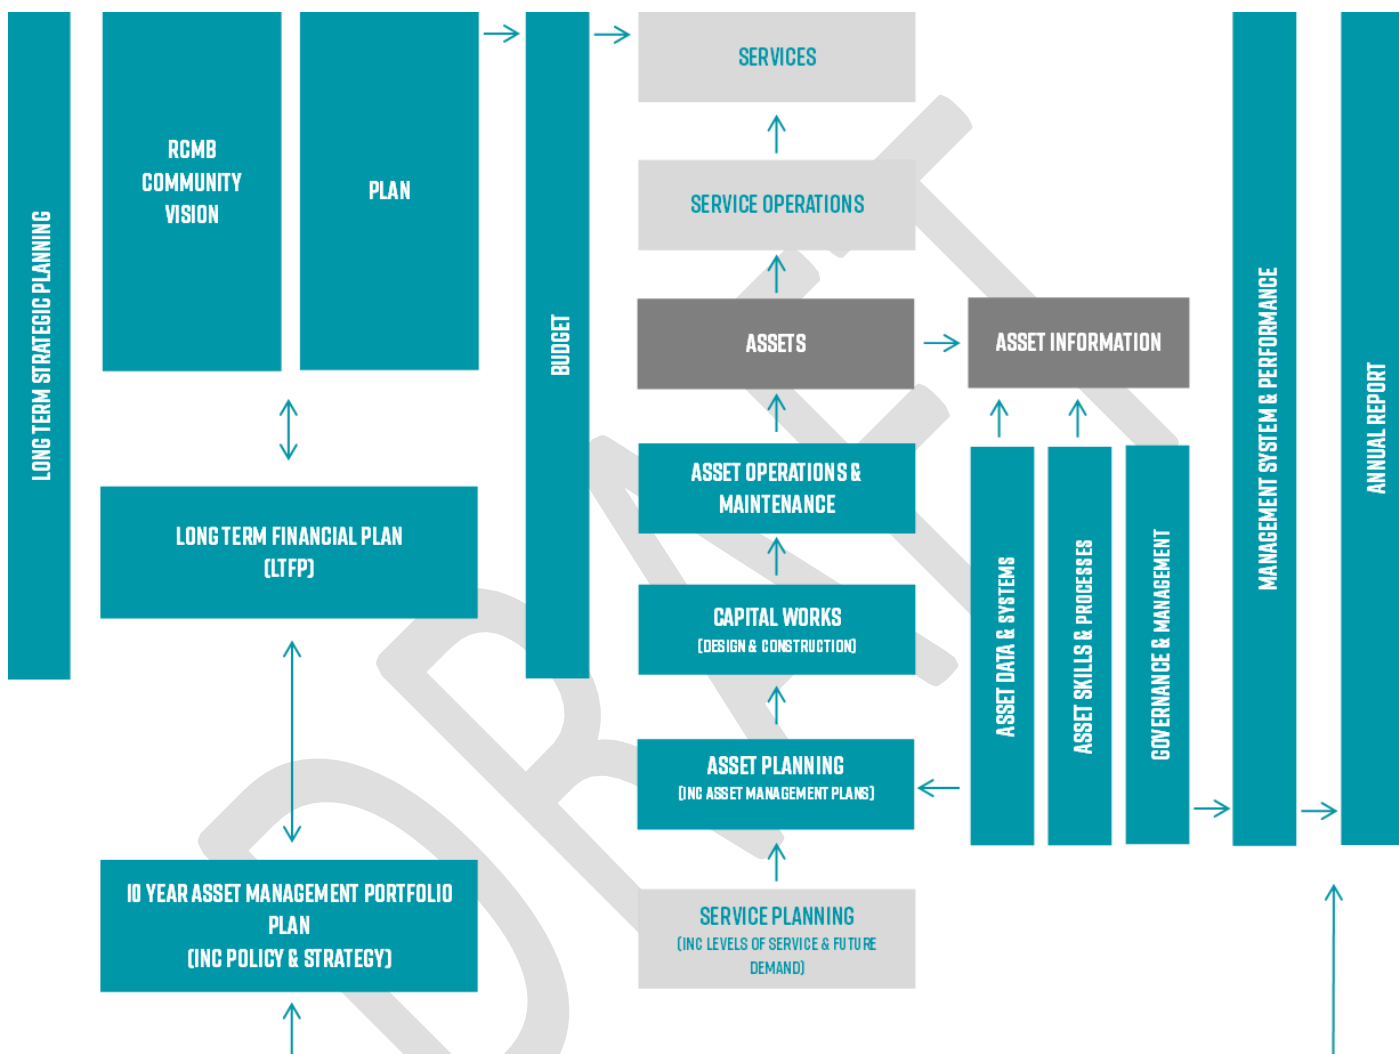 LONG TERM STRATEGIC PLANNING
RCMB
COMMUNITY
VISION
PLAN
LONG TERM FINANCIAL PLAN
(LTFP)
10 YEAR ASSET MANAGEMENT PORTFOLIO
PLAN
(INC POLICY & STRATEGY)
BUDGET
SERVICES
SERVICE OPERATIONS
ASSETS
ASSET INFORMATION
ASSET OPERATIONS &
MAINTENANCE
CAPITAL WORKS
(DESIGN & CONSTRUCTION)
ASSET PLANNING
(INC ASSET MANAGEMENT PLANS)
SERVICE PLANNING
(INC LEVELS OF SERVICE & FUTURE
DEMAND)
ASSET DATA & SYSTEMS
ASSET SKILLS & PROCESSES
GOVERNANCE & MANAGEMENT
MANAGEMENT SYSTEM & PERFORMANCE
ANNUAL REPORT
DRAFT